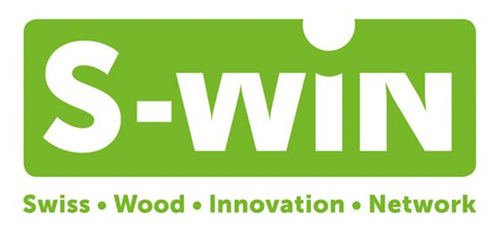 S-WiN
Swiss • Wood • Innovation • Network